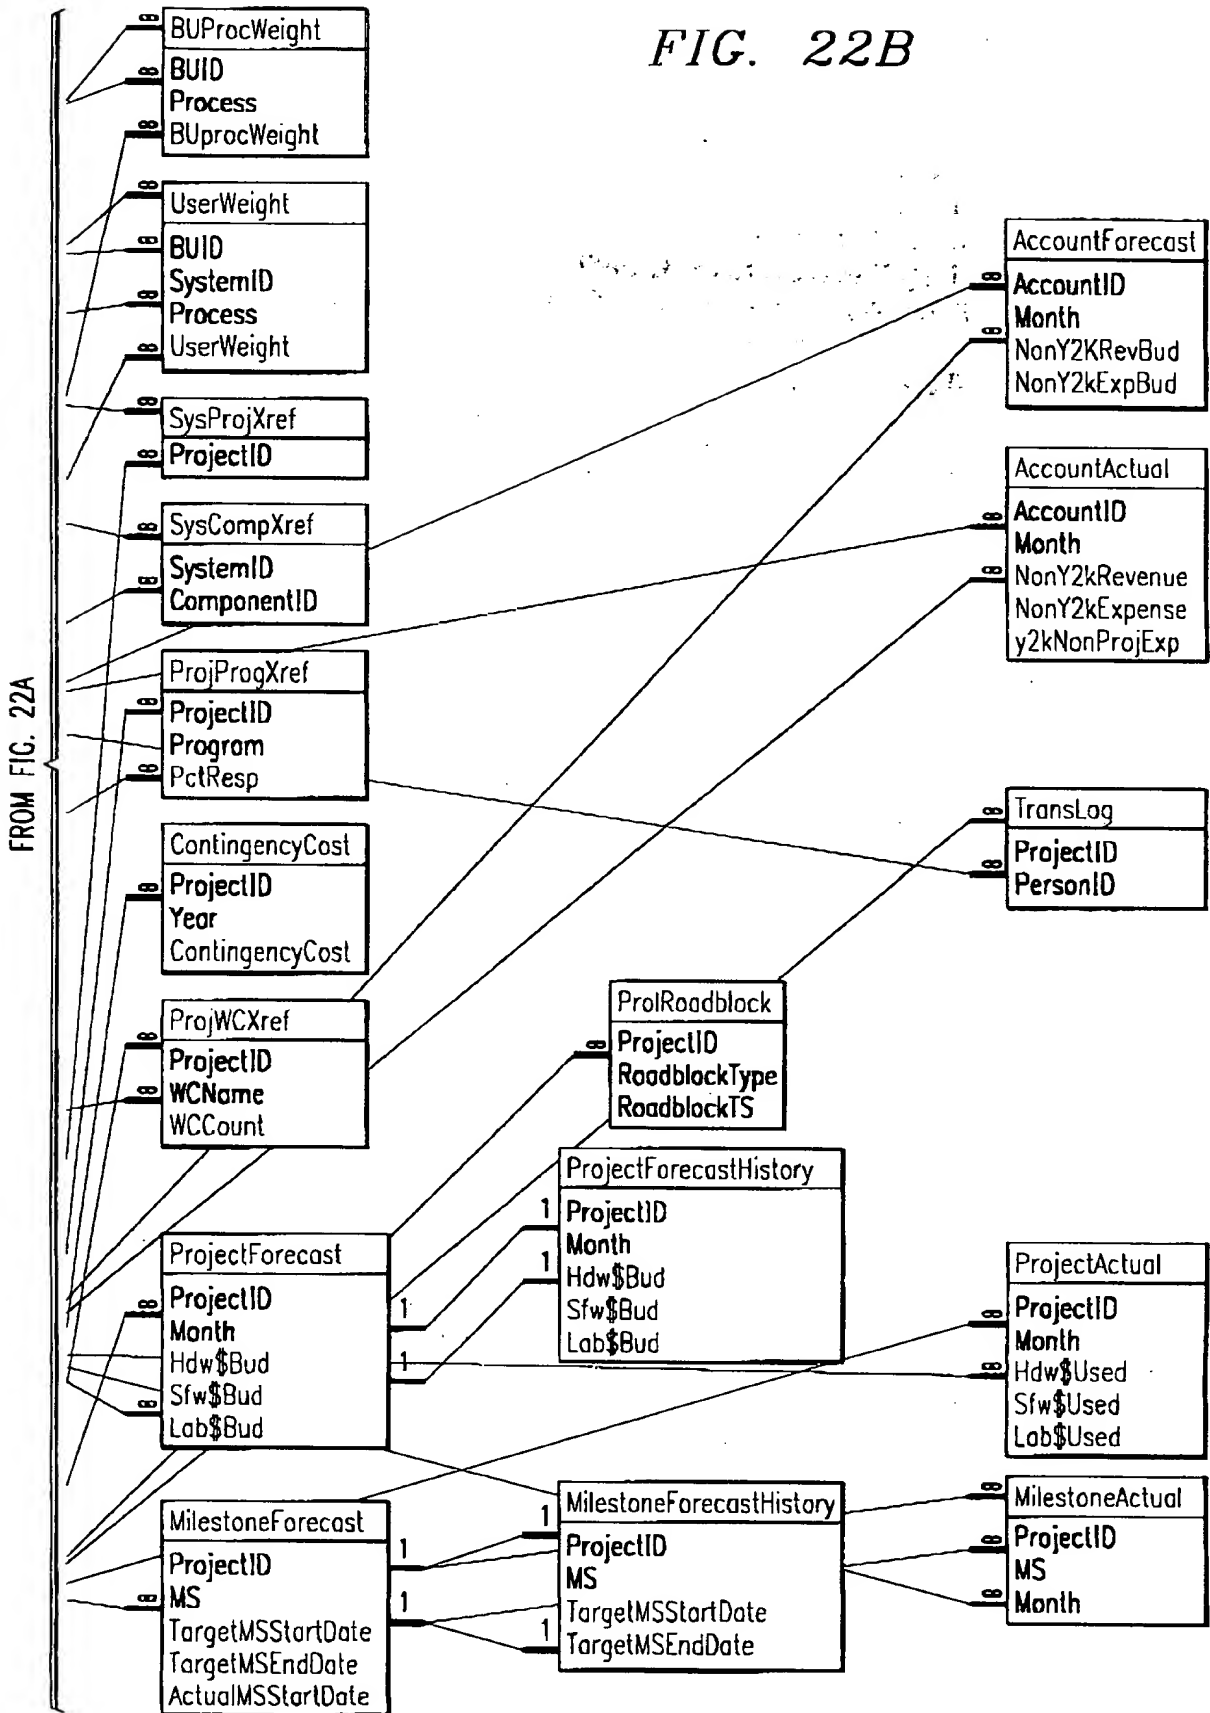 FIG. 22B
FROM FIG. 22A
BUProcWeight
∞
BUID
∞
Process
BUprocWeight
∞
UserWeight
∞
BUID
∞
SystemID
Process
∞
UserWeight
∞
SysProjXref
∞
ProjectID
∞
SysCompXref
∞
SystemID
ComponentID
∞
ProjProgXref
ProjectID
∞
Program
PctResp
∞
ContingencyCost
ProjectID
∞
Year
ContingencyCost
ProjWCXref
∞
ProjectID
WCName
∞
WCCount
ProjectForecast
ProjectID
∞
Month
1
Hdw$Bud
1
Sfw$Bud
Lab$Bud
∞
MilestoneForecast
ProjectID
1
MS
∞
1
TargetMSStartDate
TargetMSEndDate
ActualMSStartDate
ProlRoadblock
ProjectID
∞
RoadblockType
RoadblockTS
ProjectForecastHistory
1
ProjectID
Month
1
Hdw$Bud
Sfw$Bud
Lab$Bud
MilestoneForecastHistory
1
ProjectID
MS
TargetMSStartDate
1
TargetMSEndDate
AccountForecast
∞
AccountID
Month
∞
NonY2KRevBud
NonY2kExpBud
AccountActual
∞
AccountID
Month
∞
NonY2kRevenue
NonY2kExpense
y2kNonProjExp
∞
TransLog
ProjectID
∞
PersonID
ProjectActual
∞
ProjectID
Month
∞
Hdw$Used
Sfw$Used
Lab$Used
∞
MilestoneActual
∞
ProjectID
MS
∞
Month